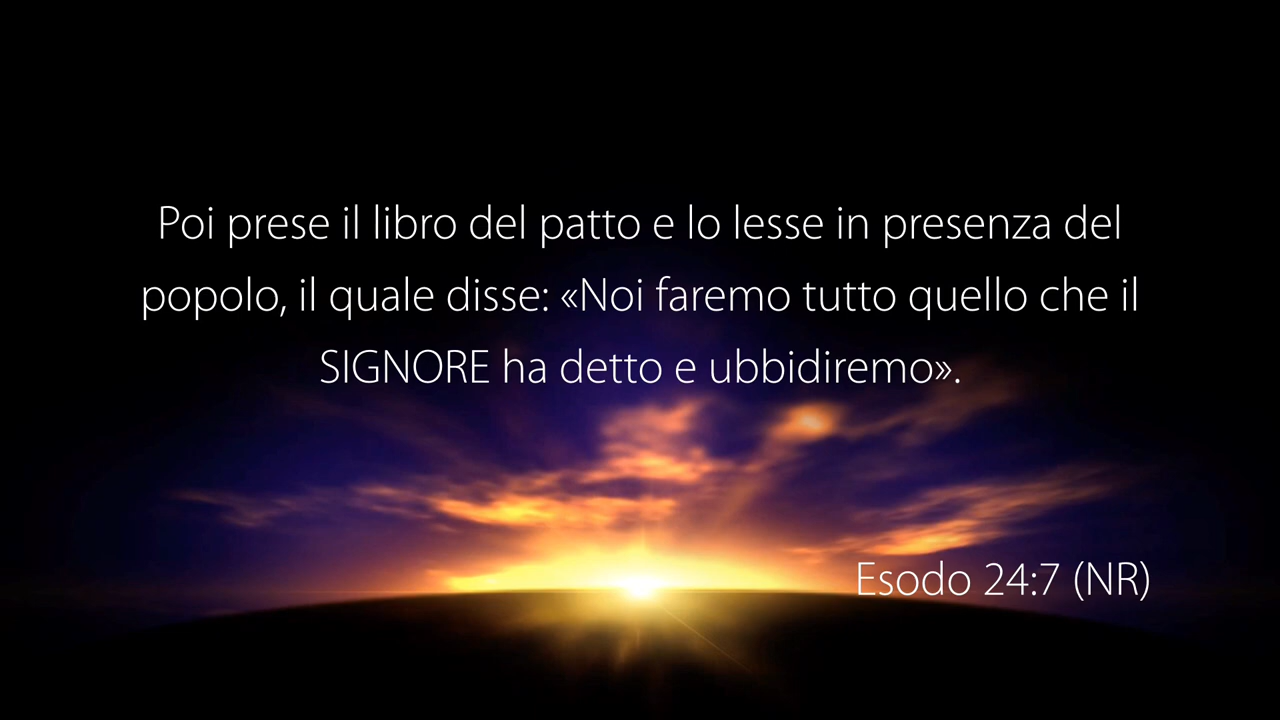 Poi prese il libro del patto e lo lesse in presenza del
popolo, il quale disse: «Noi faremo tutto quello che il
SIGNORE ha detto e ubbidiremo».
Esodo 24:7 (NR)